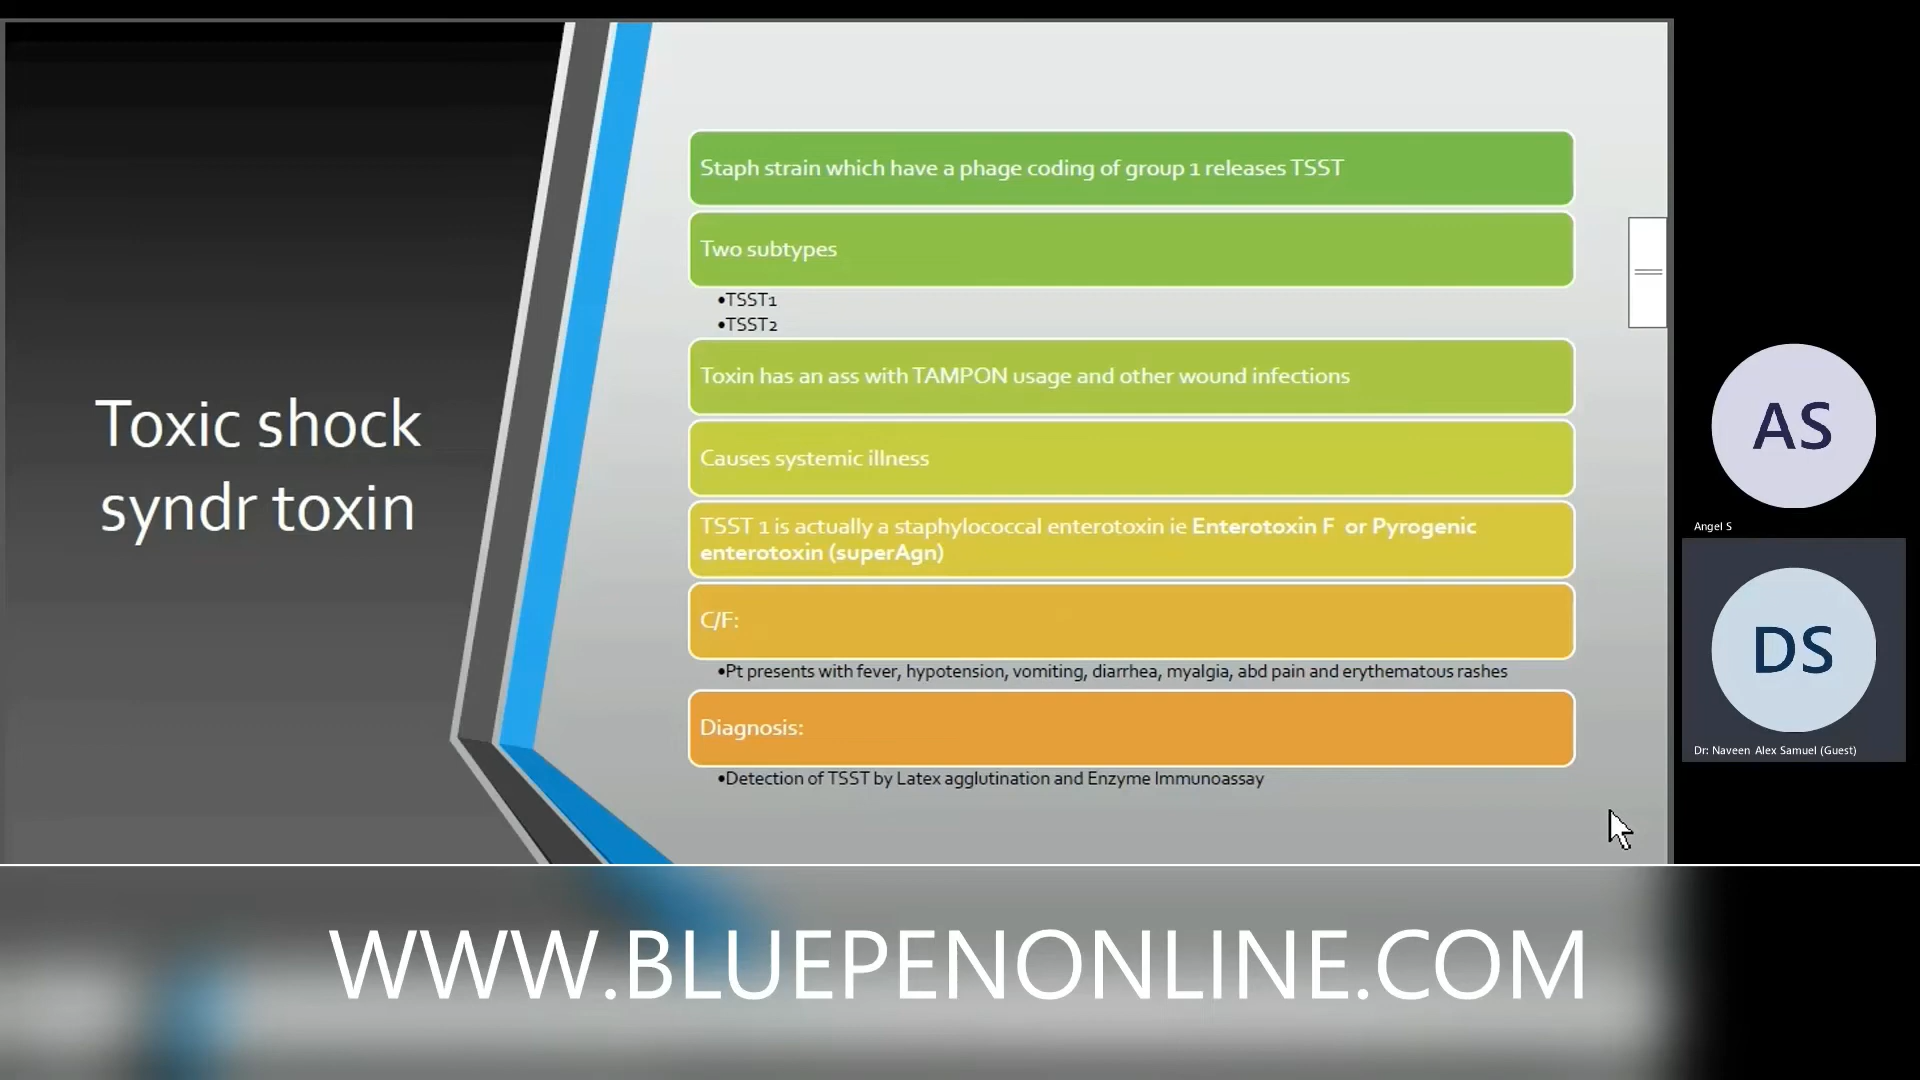 Toxic shock
syndr toxin
Staph strain which have a phage coding of group 1 releases TSST
Two subtypes
•TSST1
•TSST2
Toxin has an ass with TAMPON usage and other wound infections
Causes systemic illness
TSST 1 is actually a staphylococcal enterotoxin ie Enterotoxin F or Pyrogenic
enterotoxin (superAgn)
C/F:
•Pt presents with fever, hypotension, vomiting, diarrhea, myalgia, abd pain and erythematous rashes
Diagnosis:
•Detection of TSST by Latex agglutination and Enzyme Immunoassay
AS
Angel S
DS
Dr: Naveen Alex Samuel (Guest)
WWW.BLUEPENONLINE.COM